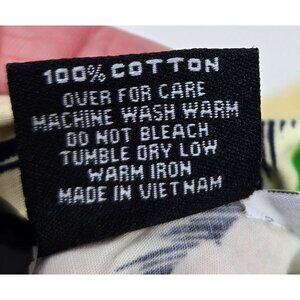 100% COTTON
OVER FOR CARE
MACHINE WASH WARM
DO NOT BLEACH
TUMBLE DRY LOW
WARM IRON
MADE IN VIETNAM